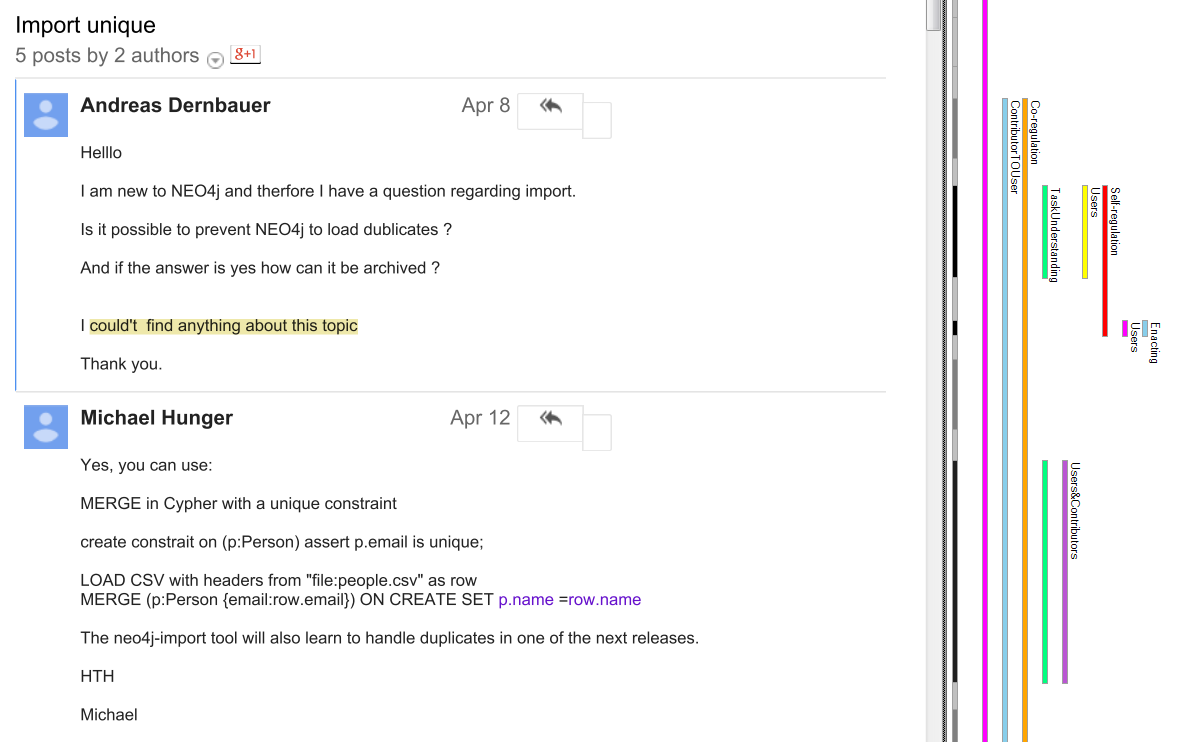 Import unique
5 posts by 2 authors
g+1
Andreas Dernbauer
Apr 8
Helllo
I am new to NEO4j and therfore I have a question regarding import.
Is it possible to prevent NEO4j to load dublicates ?
And if the answer is yes how can it be archived ?
I could't  find anything about this topic
Thank you.
Michael Hunger
Apr 12
Yes, you can use:
MERGE in Cypher with a unique constraint
create constrait on (p:Person) assert p.email is unique;
LOAD CSV with headers from "file:people.csv" as row
MERGE (p:Person {email:row.email}) ON CREATE SET p.name =row.name
The neo4j-import tool will also learn to handle duplicates in one of the next releases.
HTH
Michael
ContributorTOUser
Co-regulation
TaskUnderstanding
Users&Contributors
Users
Self-regulation
Users
Enacting